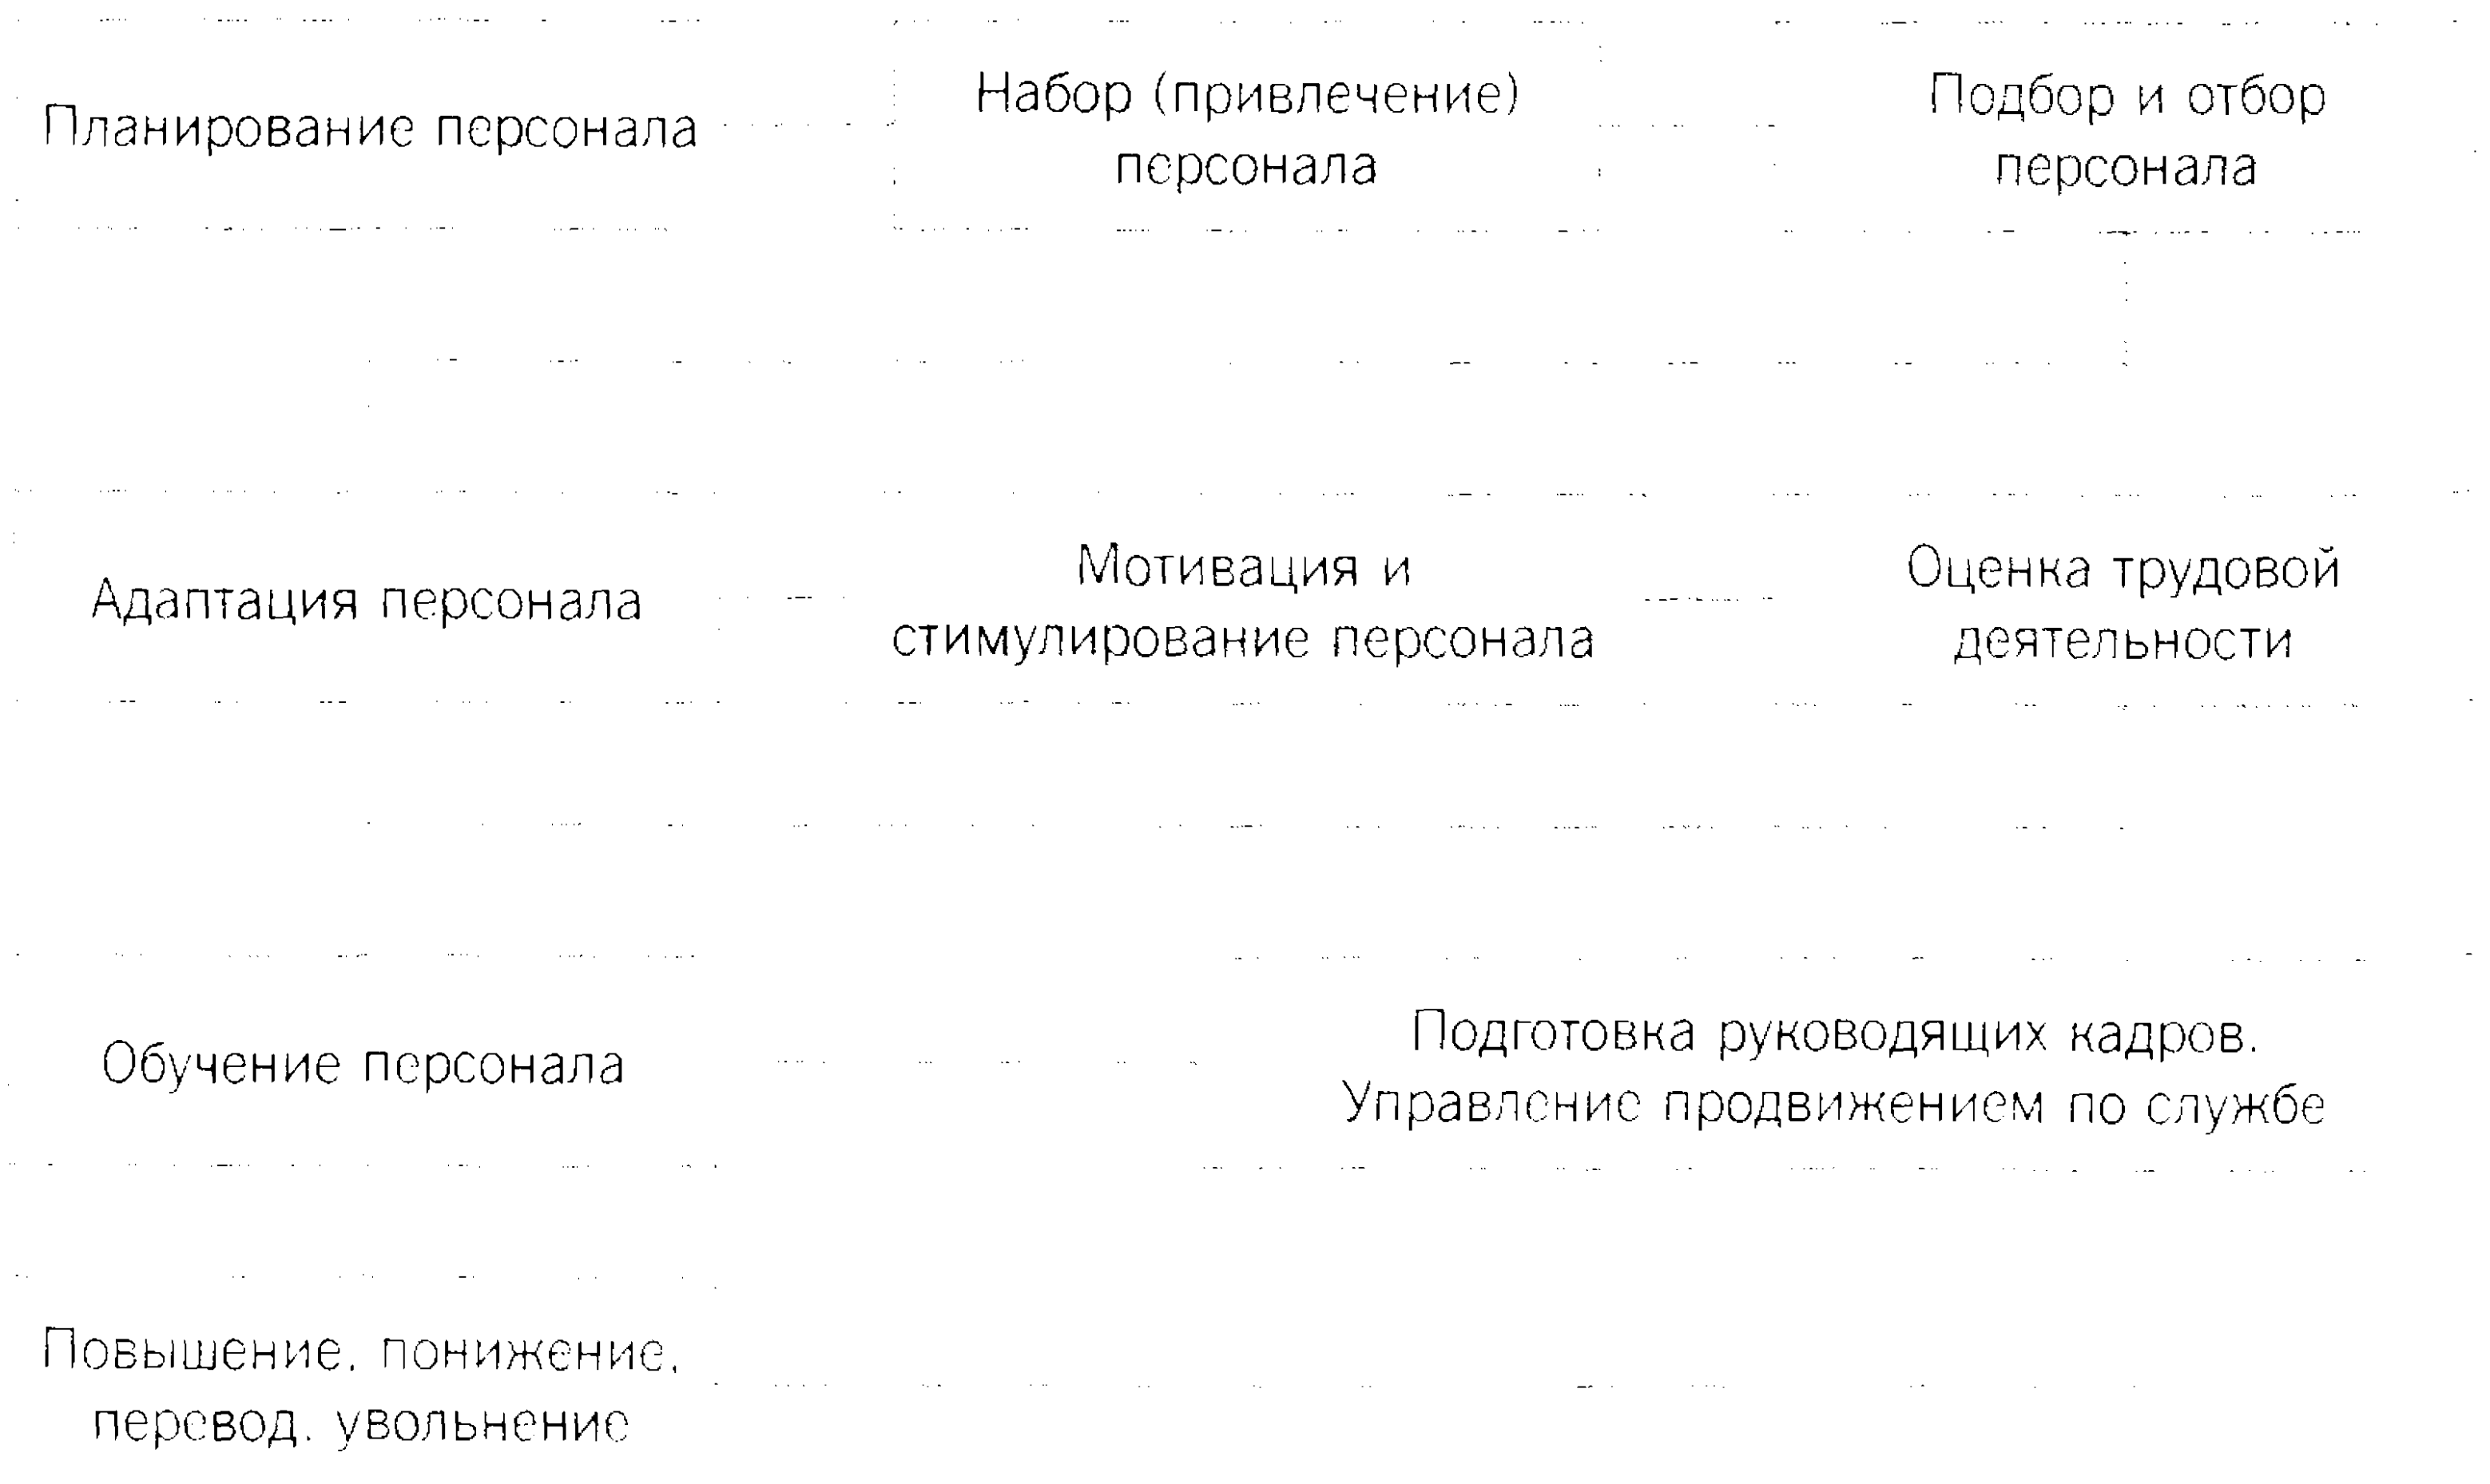 Планирование персонала
Набор (привлечение)
персонала
Подбор и отбор
персонала
Адаптация персонала
Мотивация и
стимулирование персонала
Оценка трудовой
деятельности
Обучение персонала
Подготовка руководящих кадров.
Управление продвижением по службе
Повышение, понижение,
перевод, увольнение